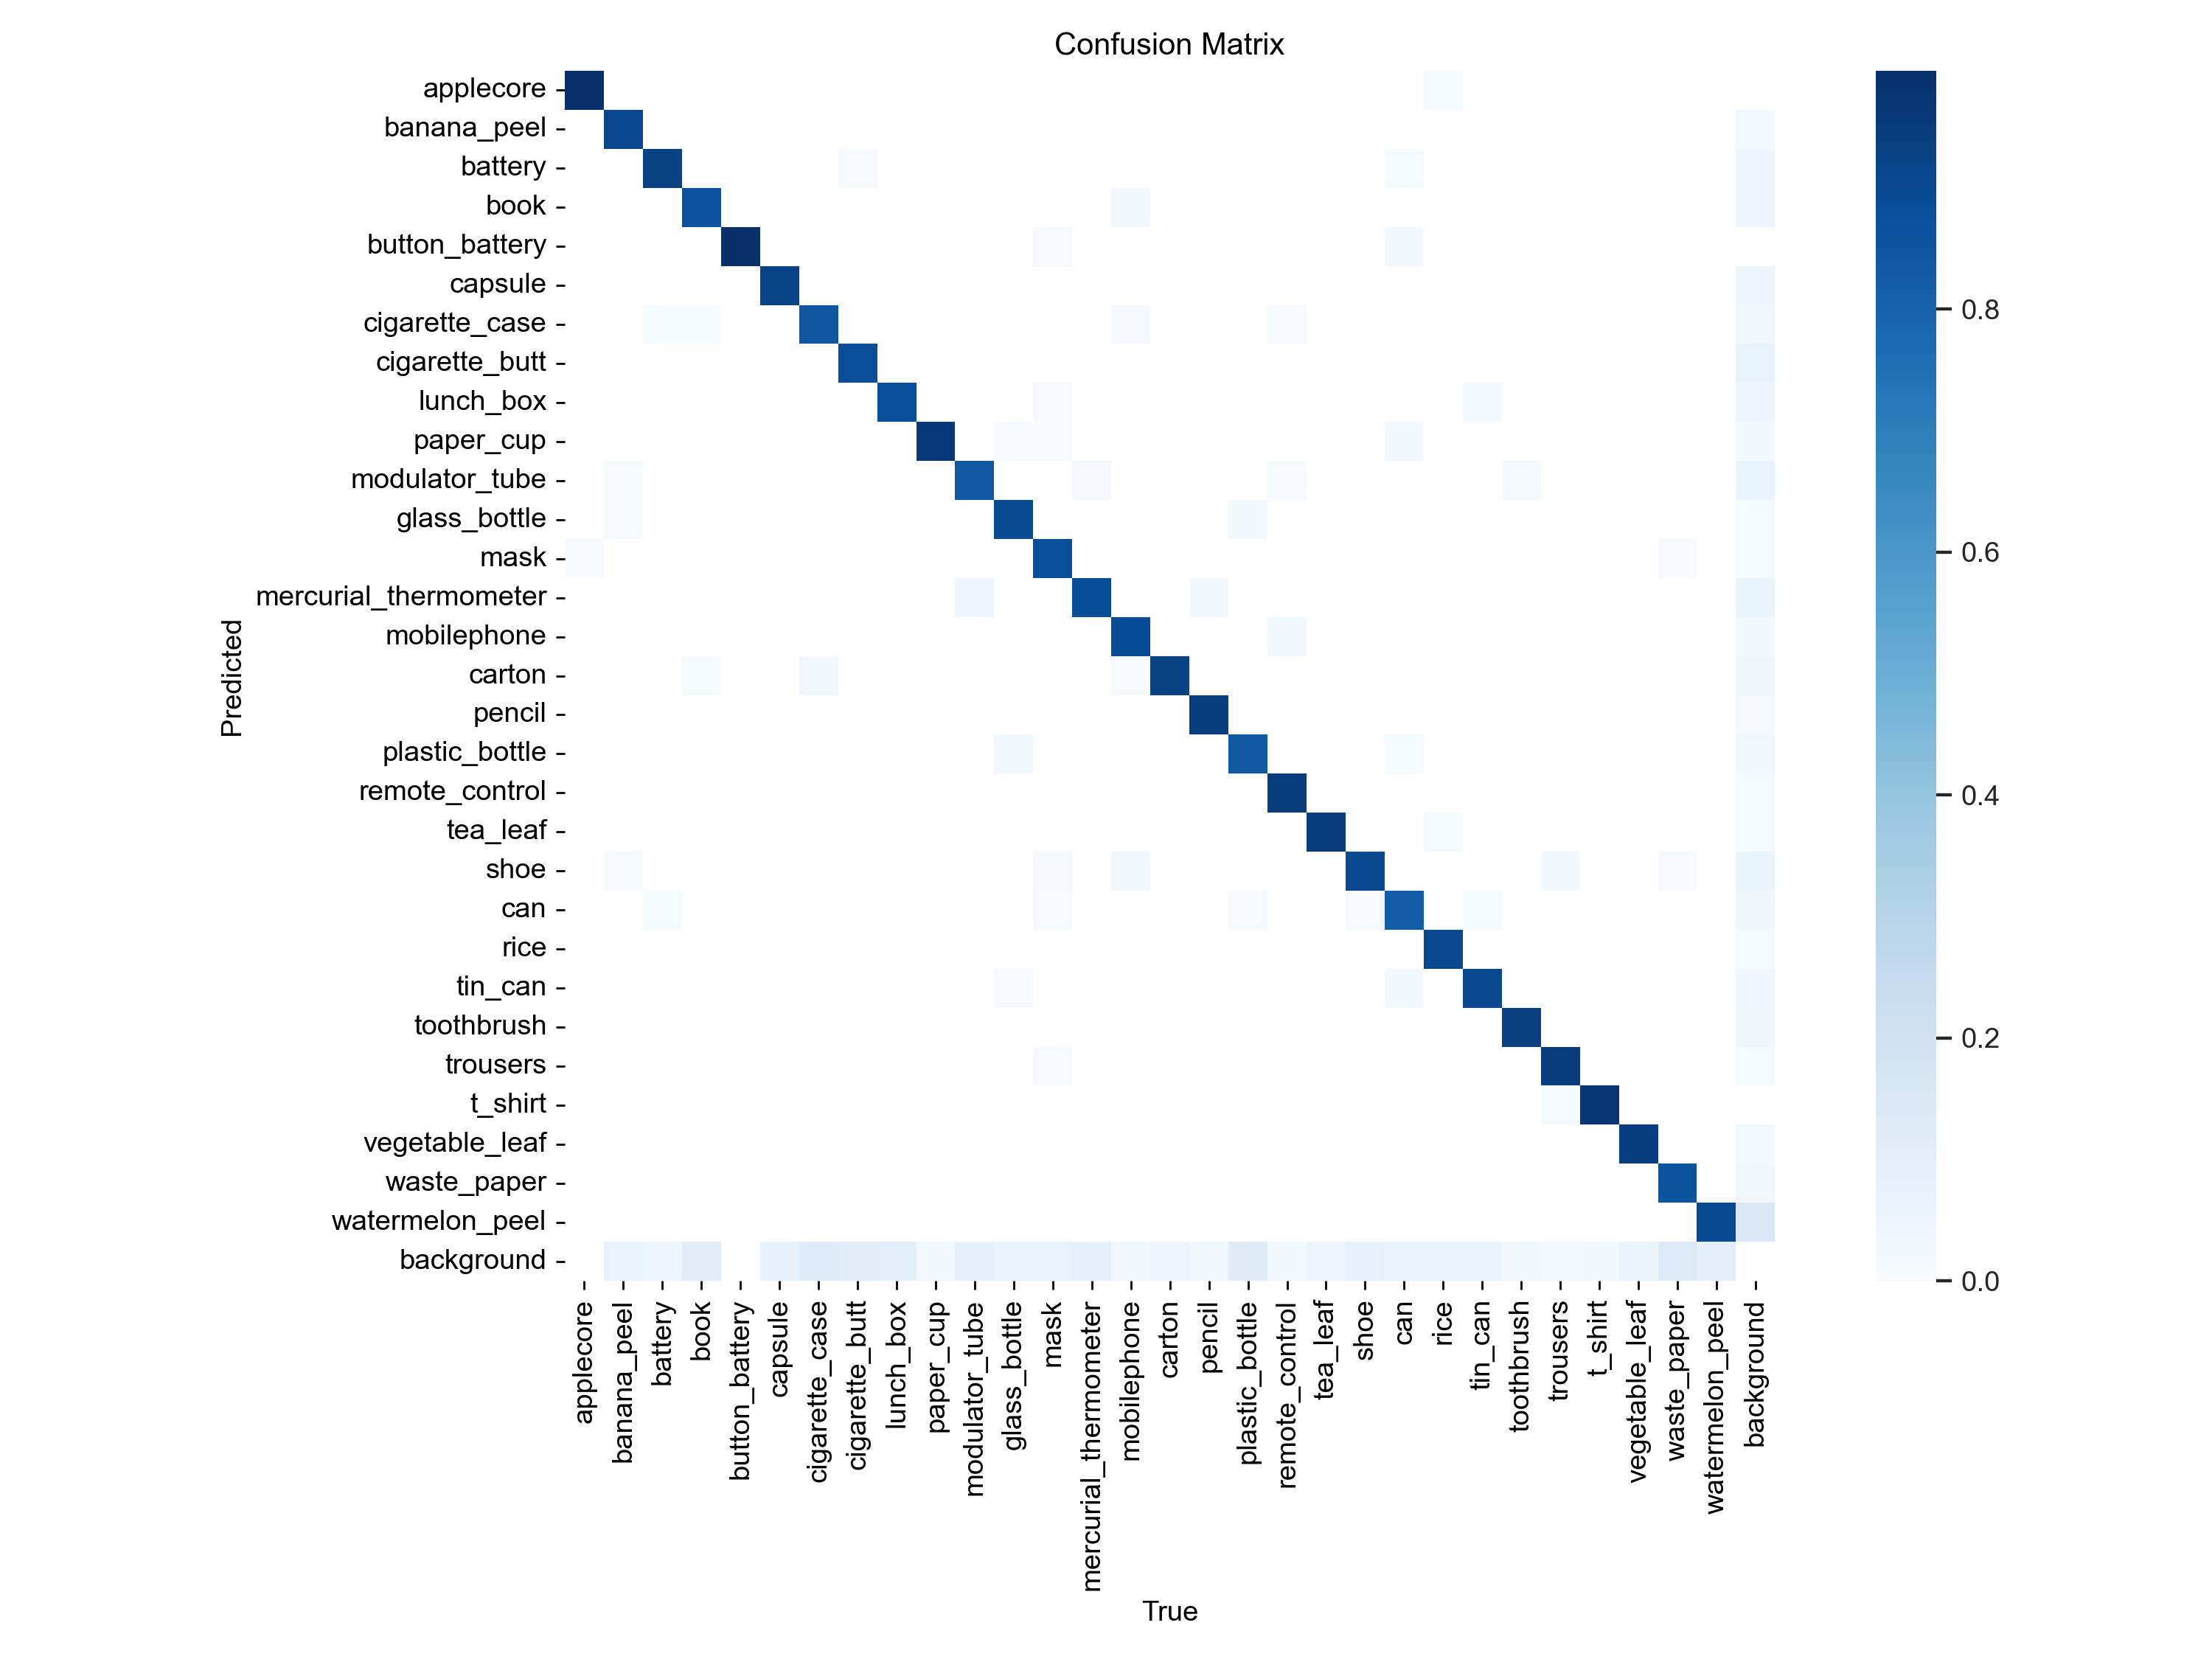 Confusion Matrix
applecore
banana_peel
battery
book
button_battery
capsule
cigarette_case
cigarette_butt
lunch_box
paper_cup
modulator_tube
glass_bottle
mask
mercurial_thermometer
mobilephone
carton
pencil
plastic_bottle
remote_control
tea_leaf
shoe
can
rice
tin_can
toothbrush
trousers
t_shirt
vegetable_leaf
waste_paper
watermelon_peel
background
Predicted
applecore
banana_peel
battery
book
button_battery
capsule
cigarette_case
cigarette_butt
lunch_box
paper_cup
modulator_tube
glass_bottle
mask
mercurial_thermometer
mobilephone
carton
pencil
plastic_bottle
remote_control
tea_leaf
shoe
can
rice
tin_can
toothbrush
trousers
t_shirt
vegetable_leaf
waste_paper
watermelon_peel
background
True
0.8
0.6
0.4
0.2
0.0